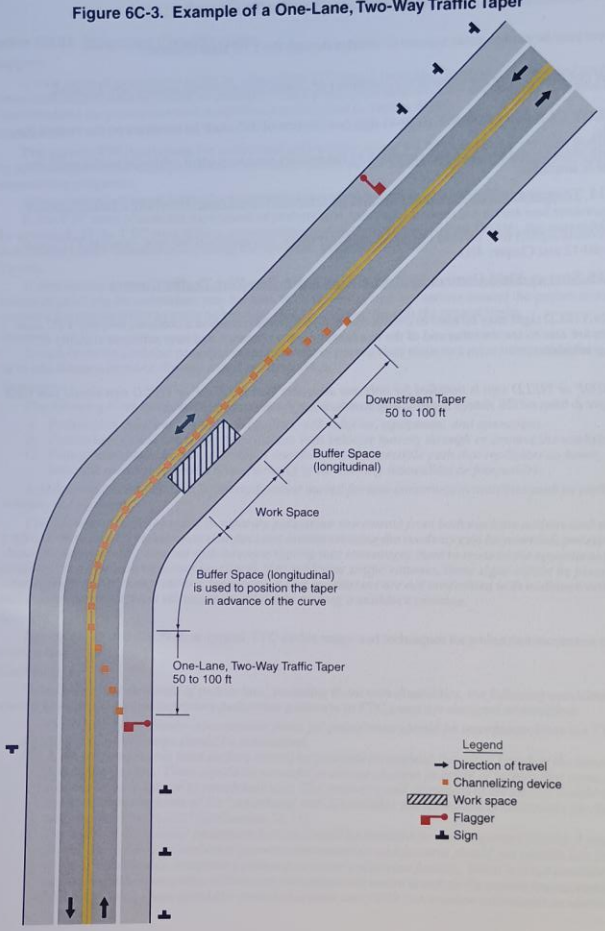 Figure 6C-3. Example of a One-Lane, Two-Way Traffic Taper
Downstream Taper
50 to 100 ft
Buffer Space
(longitudinal)
Work Space
Buffer Space (longitudinal)
is used to position the taper
in advance of the curve
One-Lane, Two-Way Traffic Taper
50 to 100 ft
Legend
Direction of travel
Channelizing device
Work space
Flagger
Sign